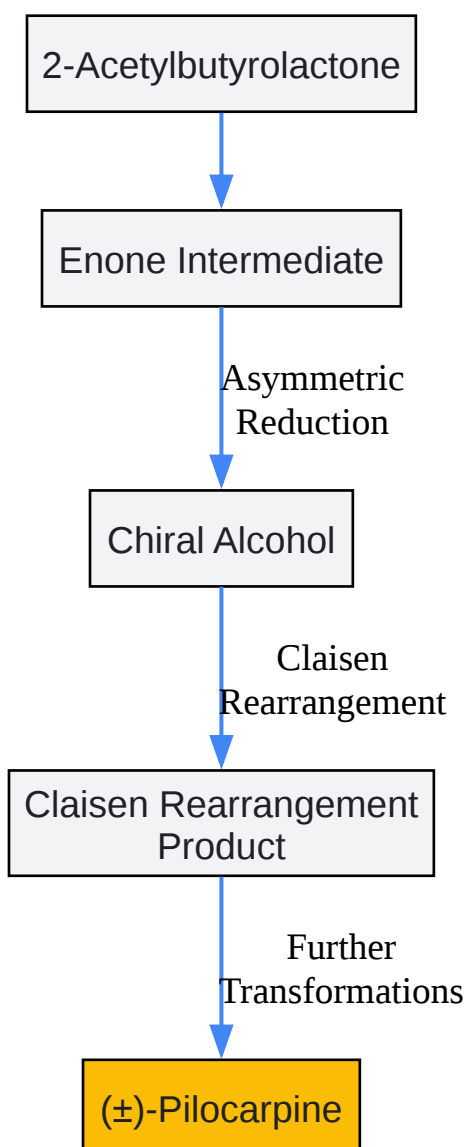 2-Acetylbutyrolactone
Enone Intermediate
Asymmetric
Reduction
Chiral Alcohol
Claisen
Rearrangement
Claisen Rearrangement
Product
Further
Transformations
(±)-Pilocarpine